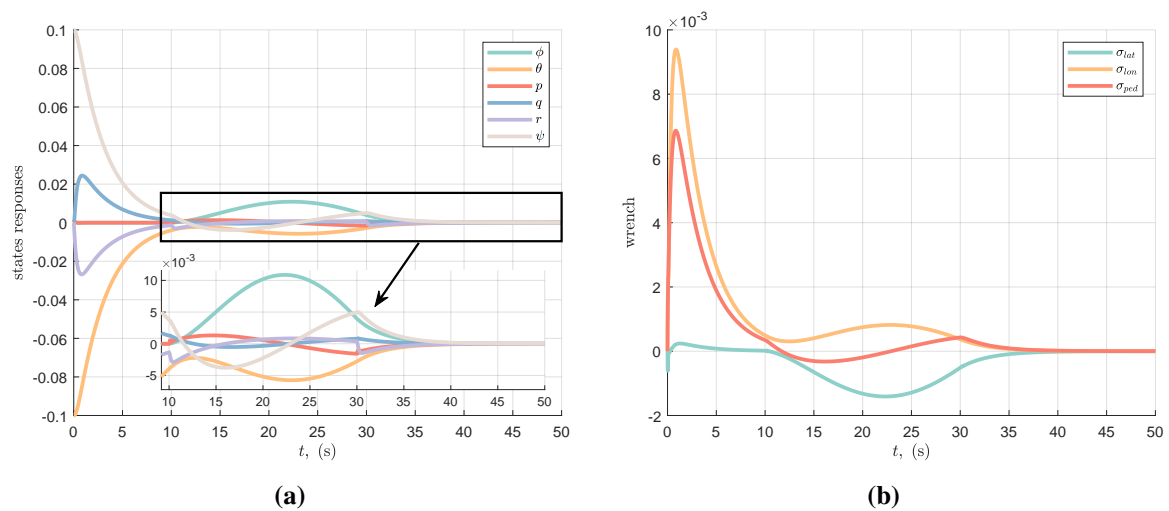 0.1
0.08
0.06
0.04
0.02
0
-0.02
-0.04
-0.06
-0.08
-0.1
states responses
0 5 10 15 20 25 30 35 40 45 50
t, (s)
ϕ
θ
p
q
r
ψ
×10⁻³
10
5
0
-5
10 15 20 25 30 35 40 45 50
(a)
×10⁻³
10
8
6
4
2
0
-2
wrench
0 5 10 15 20 25 30 35 40 45 50
t, (s)
σ_lat
σ_lon
σ_ped
(b)